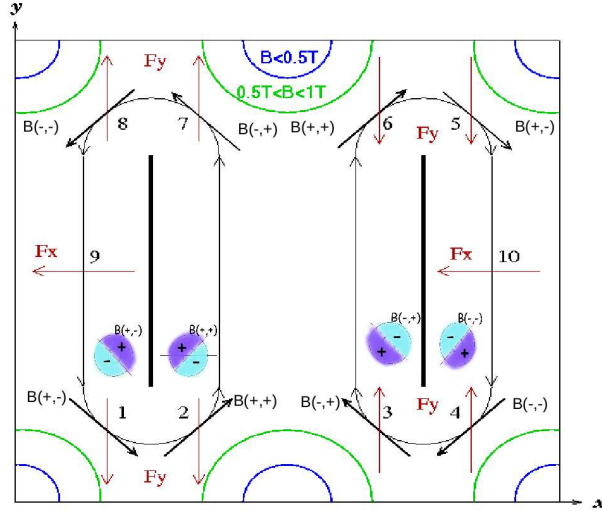 y
Fy B<0.5T
0.5T<B<1T
B(-,-) 8 7 B(-,+) B(+,+) 6 Fy 5 B(+,-)
Fx 9 Fx 10
B(+,-) B(+,+) B(-,+) B(-,-)
+ - + - - + - +
B(+,-) 1 2 B(+,+) B(-,+) 3 Fy 4 B(-,-)
Fy
x